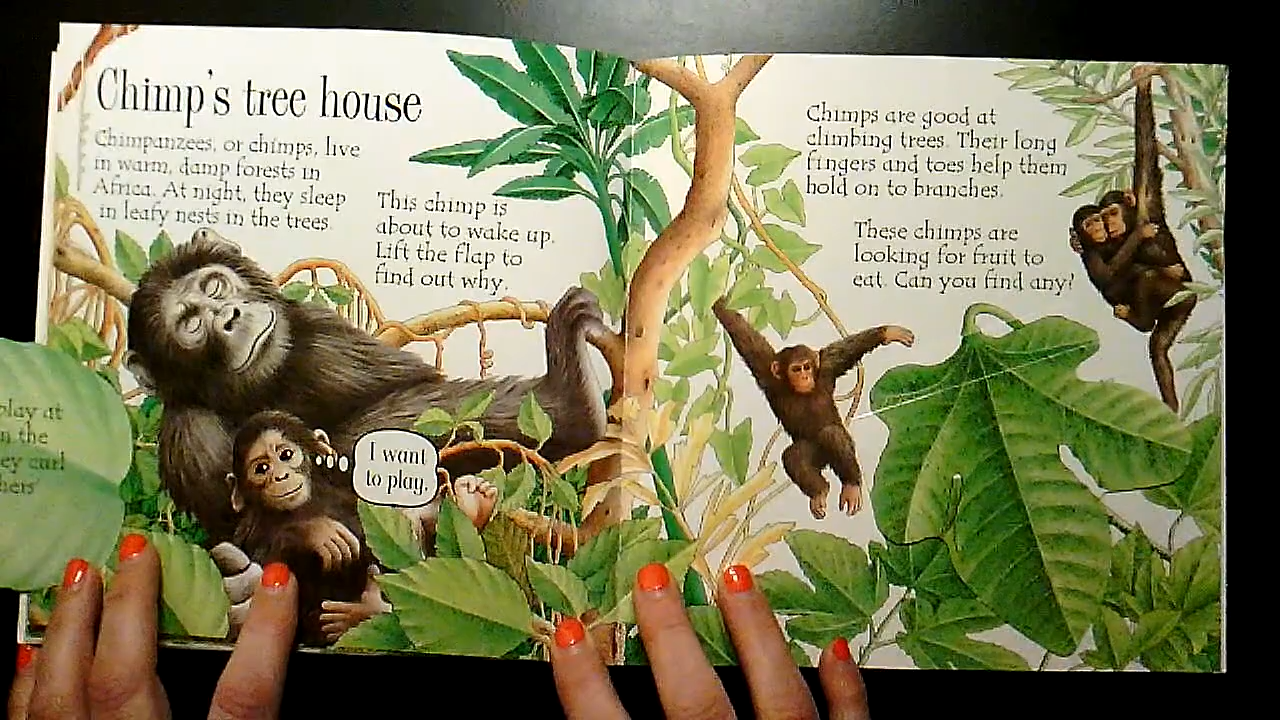 Chimp's tree house
Chimpanzees, or chimps, live
in warm, damp forests in
Africa. At night, they sleep
in leafy nests in the trees
This chimp is
about to wake up.
Lift the flap to
find out why.
play at
n the
ey curl
hers'
I want
to play.
Chimps are good at
climbing trees. Their long
fingers and toes help them
hold on to branches.
These chimps are
looking for fruit to
eat. Can you find any?